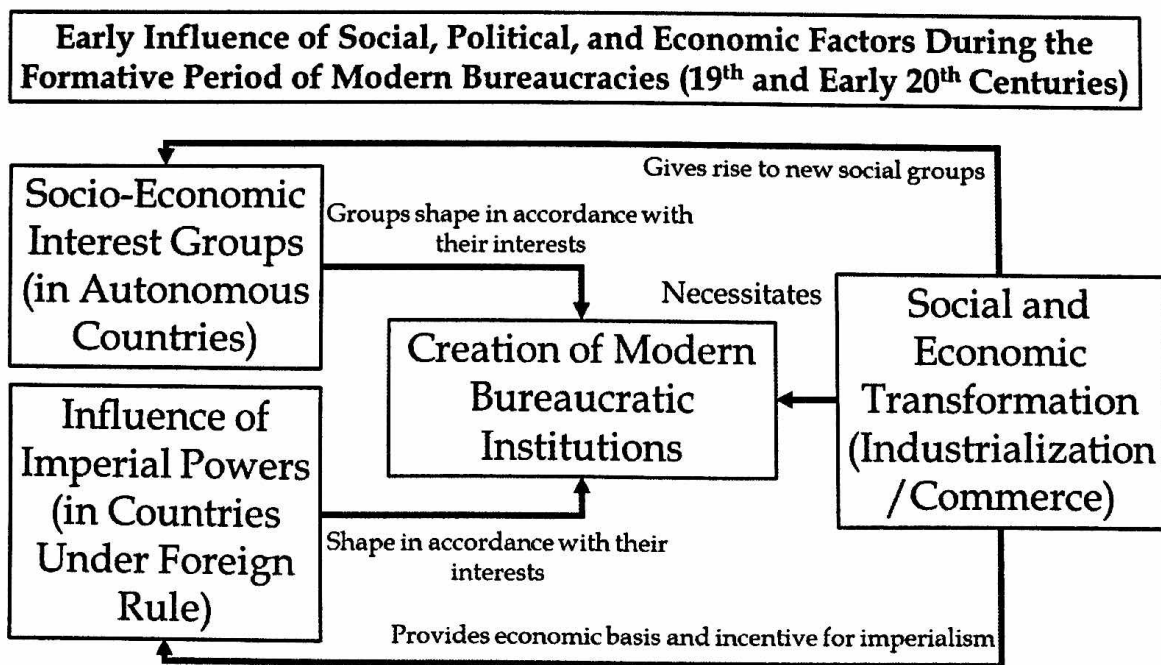 Early Influence of Social, Political, and Economic Factors During the
Formative Period of Modern Bureaucracies (19th and Early 20th Centuries)
Gives rise to new social groups
Socio-Economic
Interest Groups
(in Autonomous
Countries)
Groups shape in accordance with
their interests
Necessitates
Creation of Modern
Bureaucratic
Institutions
Social and
Economic
Transformation
(Industrialization
/Commerce)
Influence of
Imperial Powers
(in Countries
Under Foreign
Rule)
Shape in accordance with their
interests
Provides economic basis and incentive for imperialism